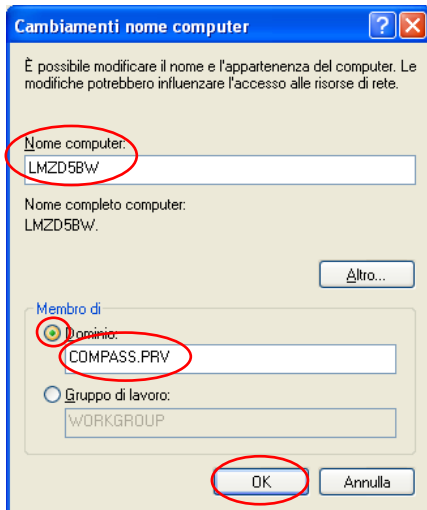 Cambiamenti nome computer
È possibile modificare il nome e l'appartenenza del computer. Le
modifiche potrebbero influenzare l'accesso alle risorse di rete.
Nome computer:
LMZD5BW
Nome completo computer:
LMZD5BW.
Altro...
Membro di
Dominio:
COMPASS.PRV
Gruppo di lavoro:
WORKGROUP
OK
Annulla